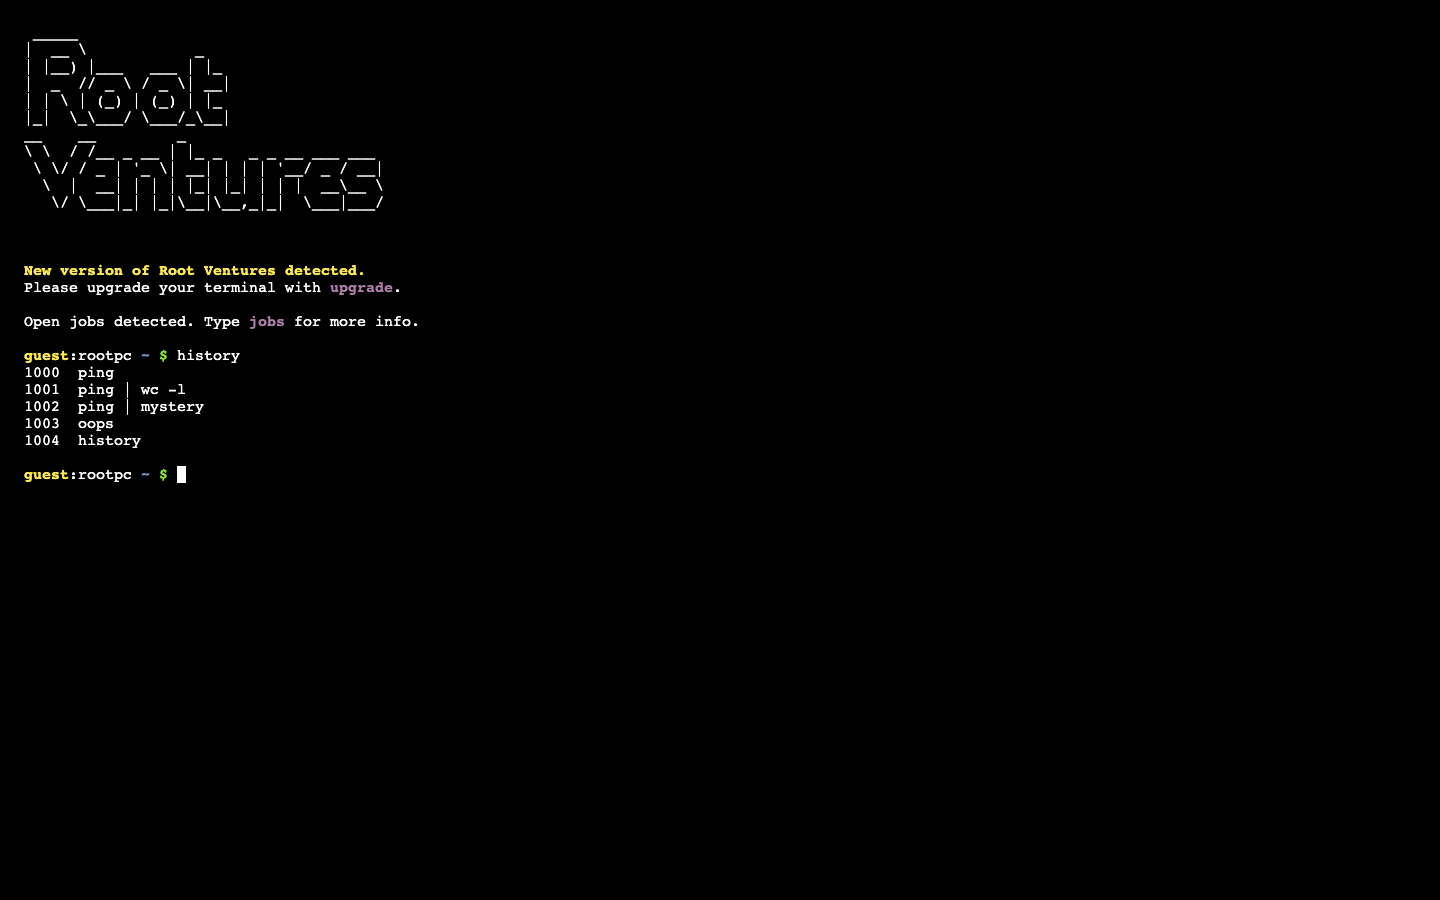 Root
Ventures
New version of Root Ventures detected.
Please upgrade your terminal with upgrade.
Open jobs detected. Type jobs for more info.
guest:rootpc ~ $ history
1000  ping
1001  ping | wc -l
1002  ping | mystery
1003  oops
1004  history
guest:rootpc ~ $